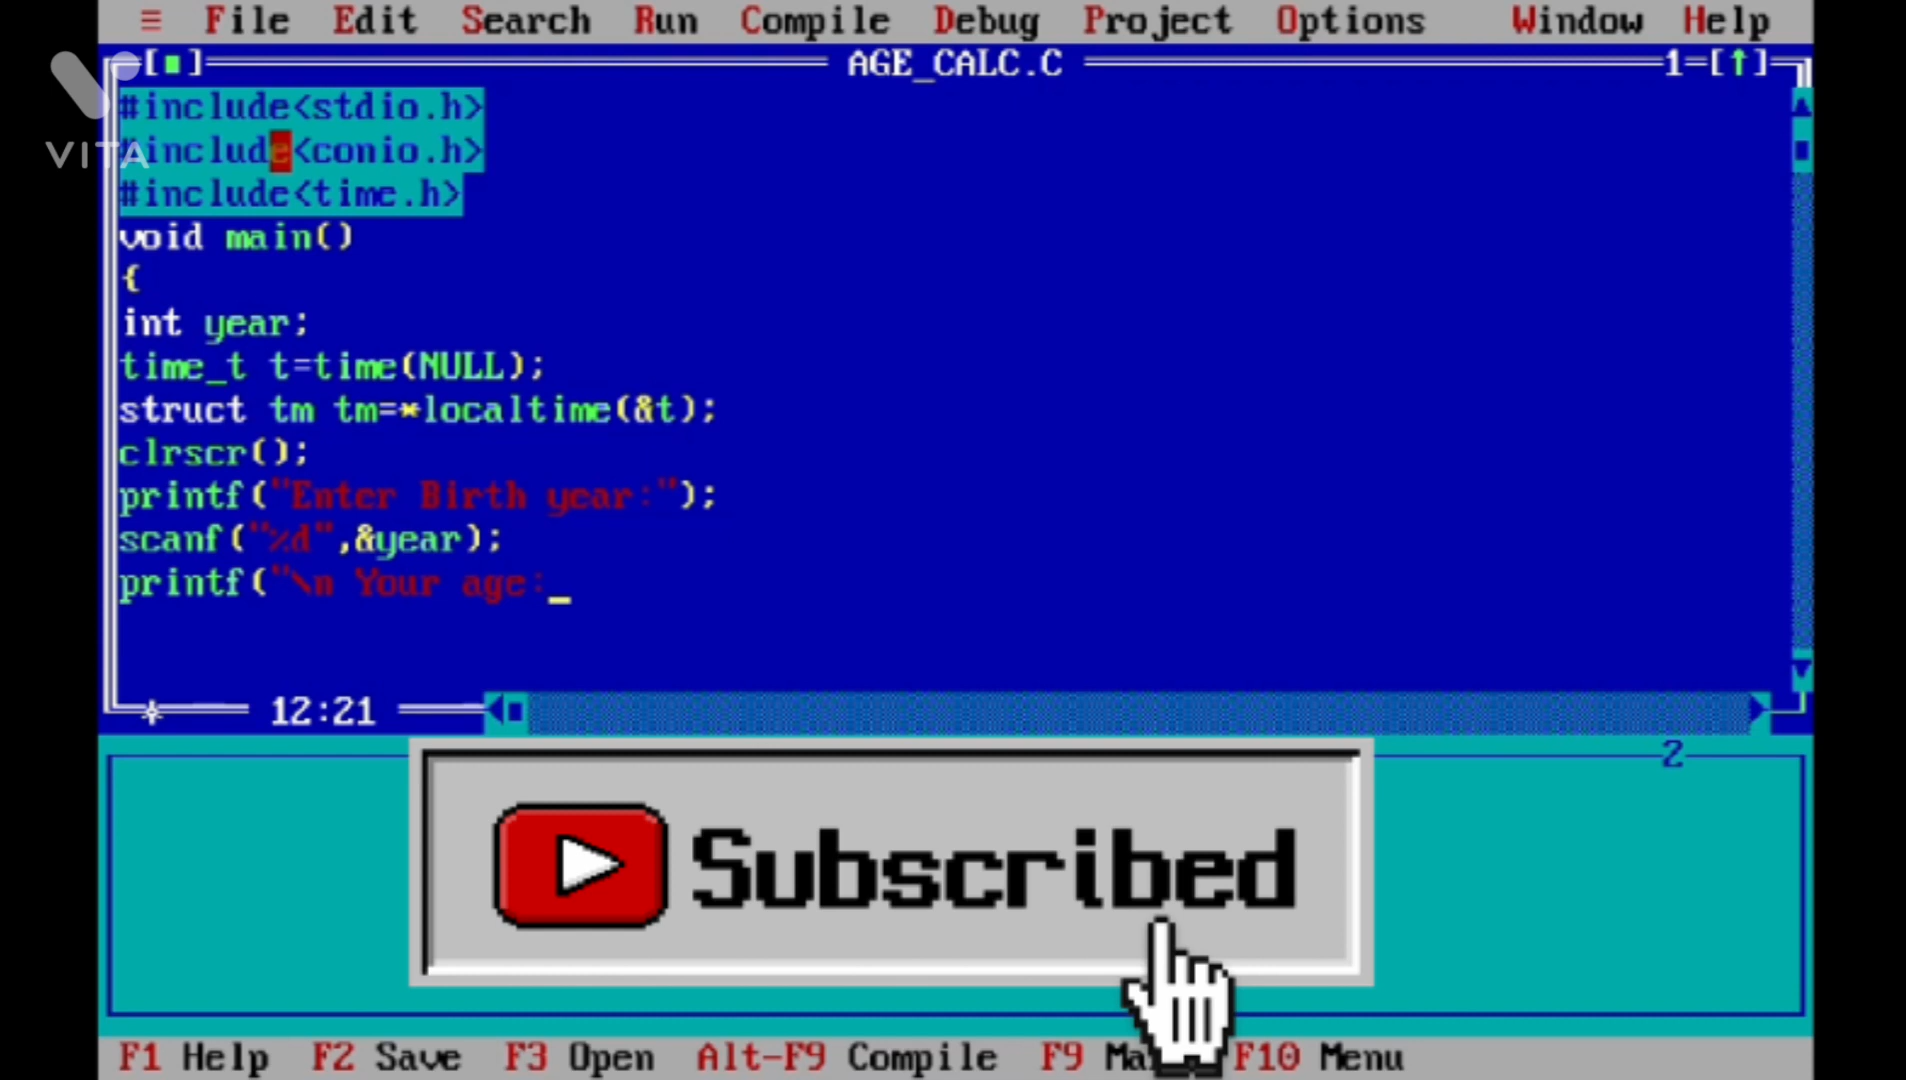 ≡ File Edit Search Run Compile Debug Project Options Window Help
[■] AGE_CALC.C 1=[↑]
#include<stdio.h>
#include<conio.h>
#include<time.h>
void main()
{
int year;
time_t t=time(NULL);
struct tm tm=*localtime(&t);
clrscr();
printf("Enter Birth year:");
scanf("%d",&year);
printf("\n Your age:_
12:21
2
Subscribed
F1 Help F2 Save F3 Open Alt-F9 Compile F9 F10 Menu
VITA